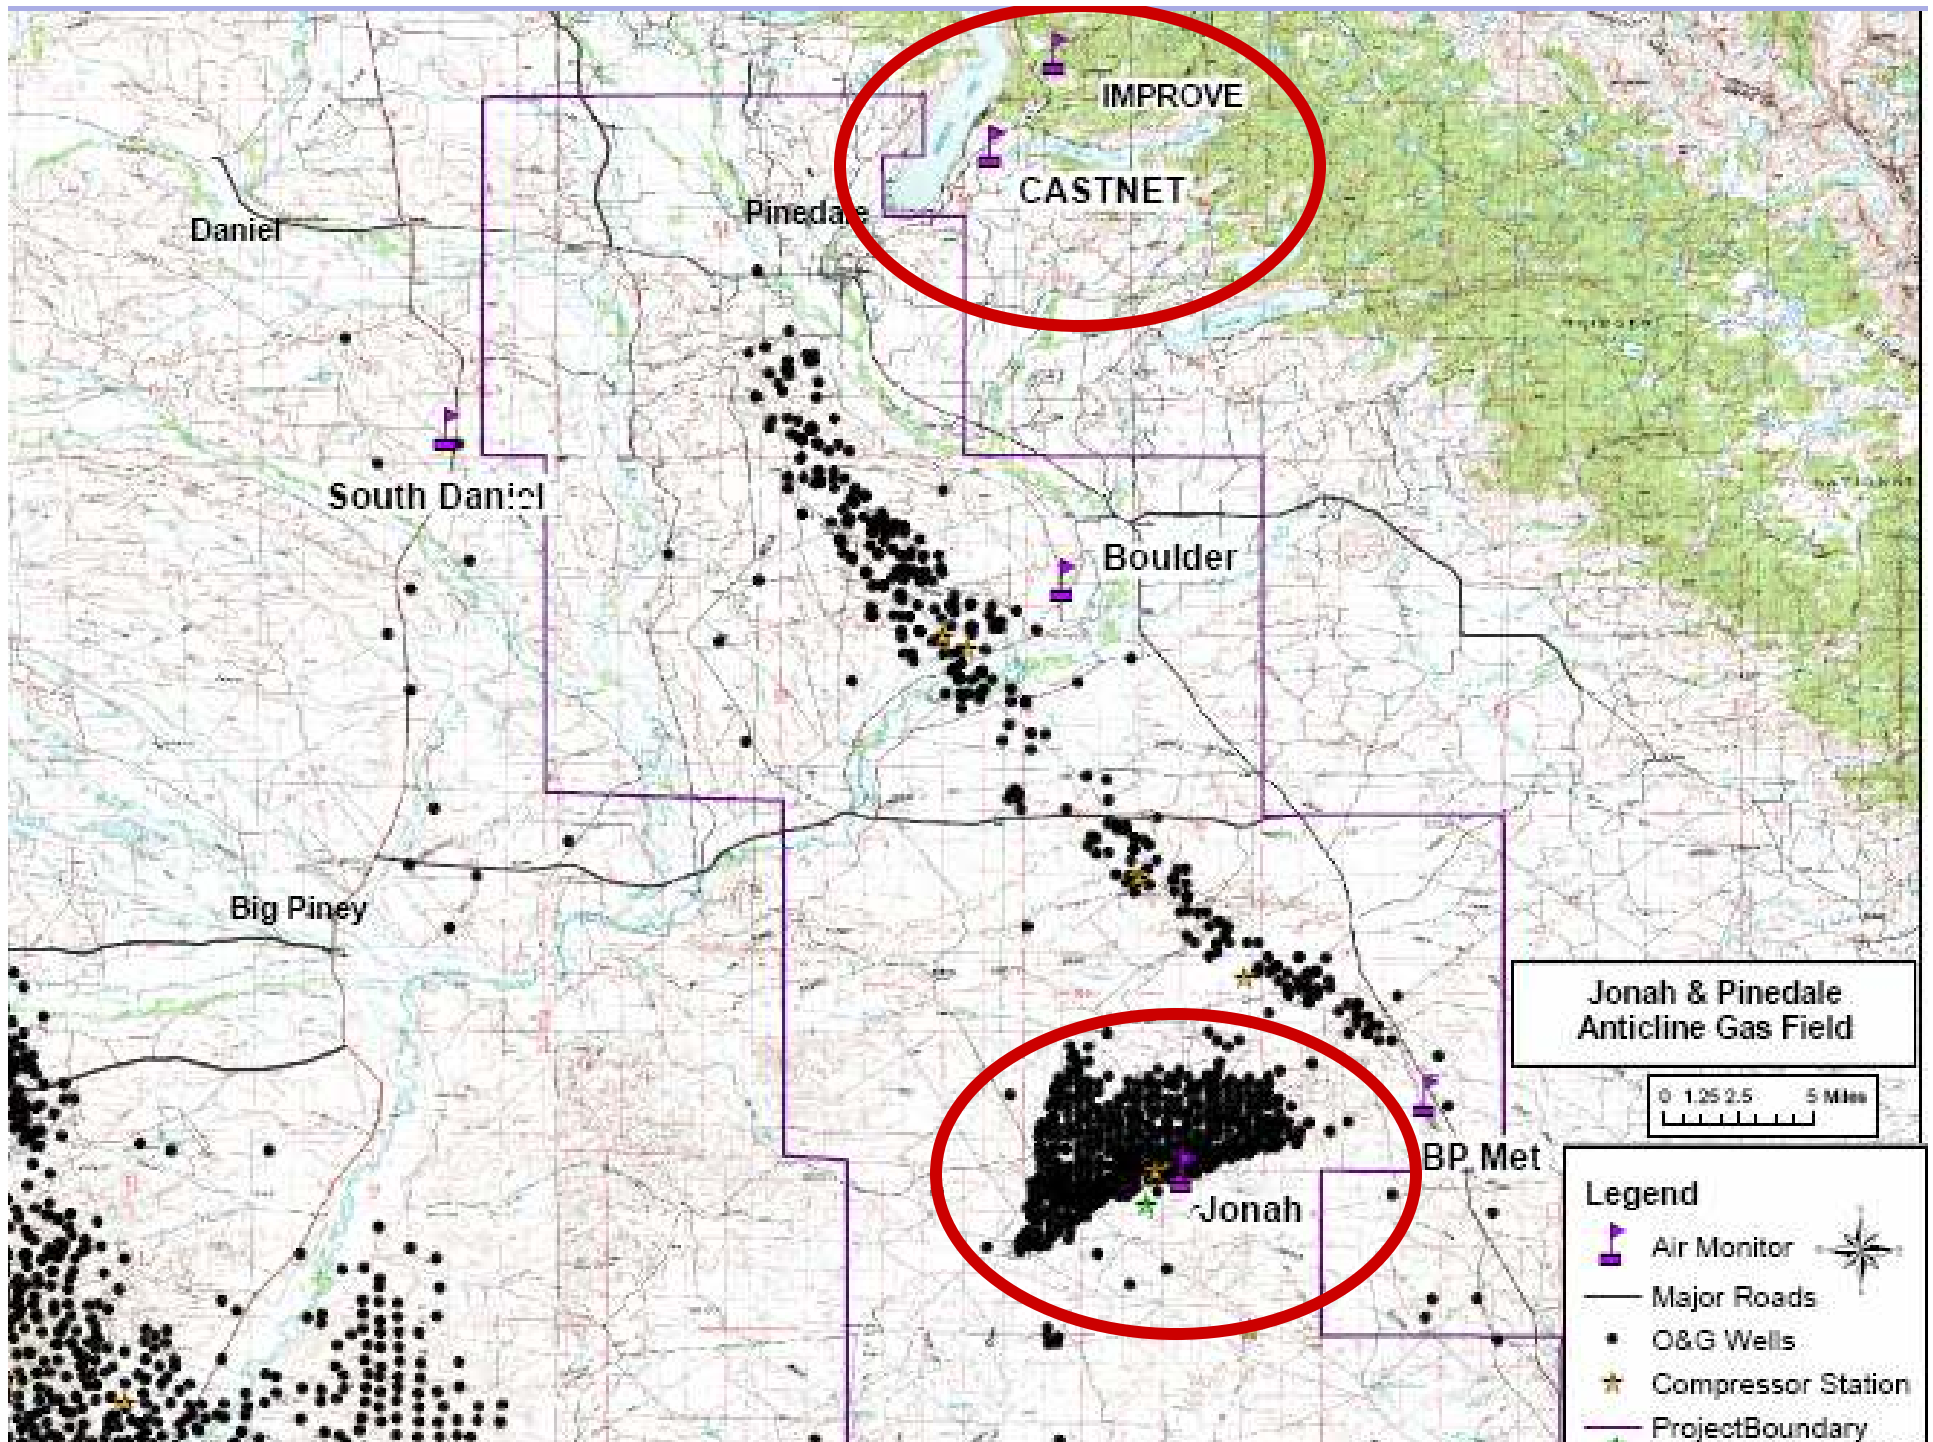 IMPROVE
CASTNET
Pinedale
Daniel
South Daniel
Boulder
Big Piney
Jonah & Pinedale
Anticline Gas Field
0 1.25 2.5 5 Miles
BP Met
Jonah
Legend
Air Monitor
Major Roads
O&G Wells
Compressor Station
ProjectBoundary